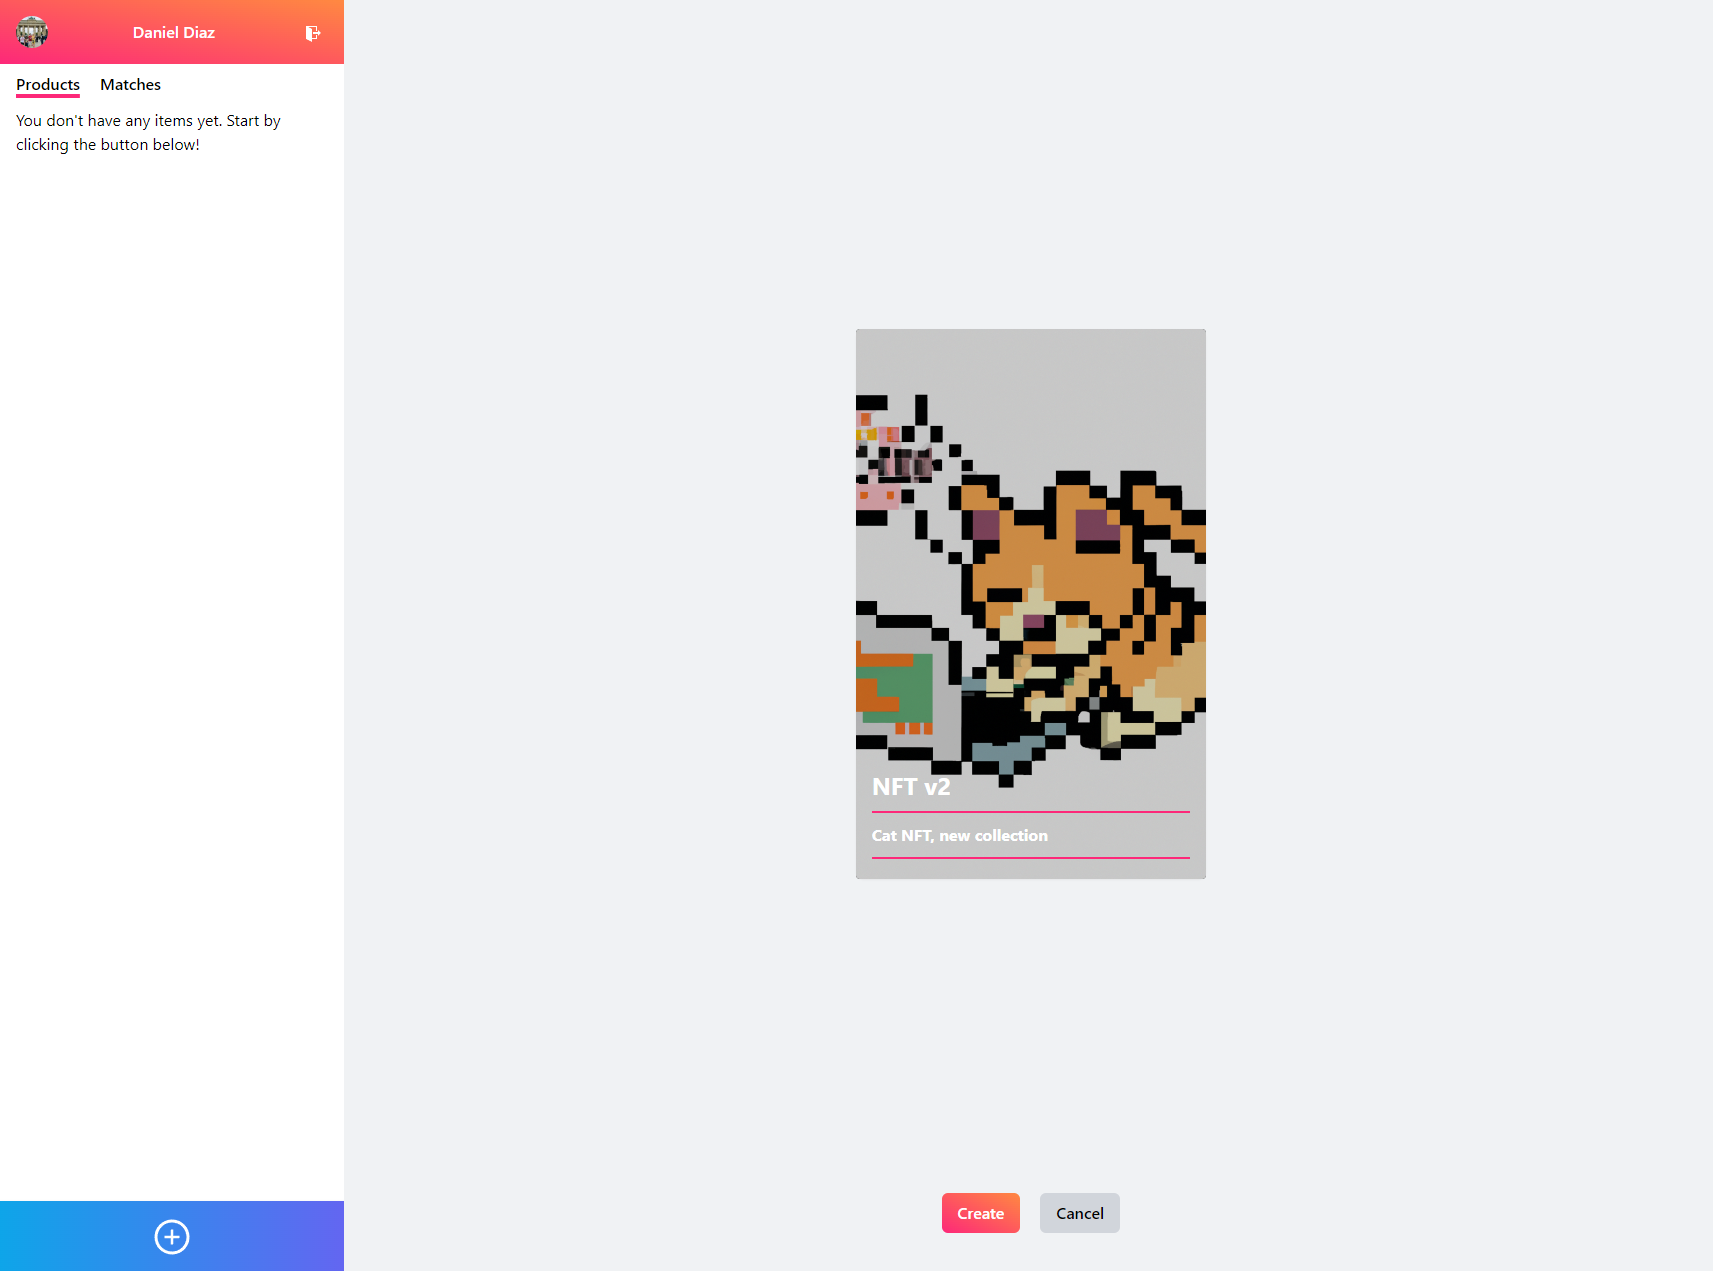 Daniel Diaz
Products Matches
You don't have any items yet. Start by
clicking the button below!
NFT v2
Cat NFT, new collection
Create Cancel